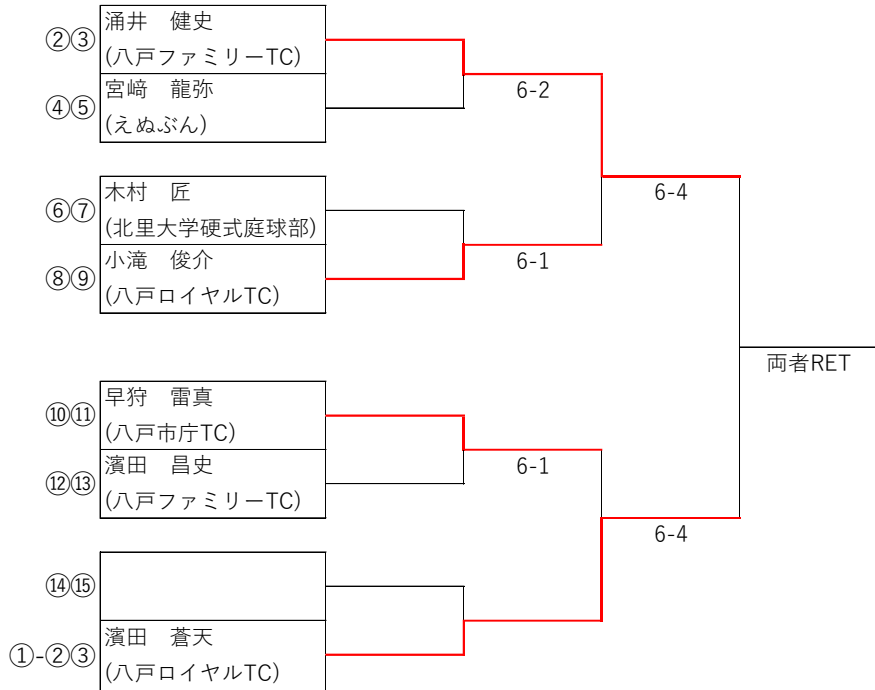 ②③
涌井　健史
(八戸ファミリーTC)
④⑤
宮﨑　龍弥
(えぬぶん)
6-2
⑥⑦
木村　匠
(北里大学硬式庭球部)
⑧⑨
小滝　俊介
(八戸ロイヤルTC)
6-1
6-4
⑩⑪
早狩　雷真
(八戸市庁TC)
⑫⑬
濱田　昌史
(八戸ファミリーTC)
6-1
⑭⑮
①-②③
濱田　蒼天
(八戸ロイヤルTC)
6-4
両者RET